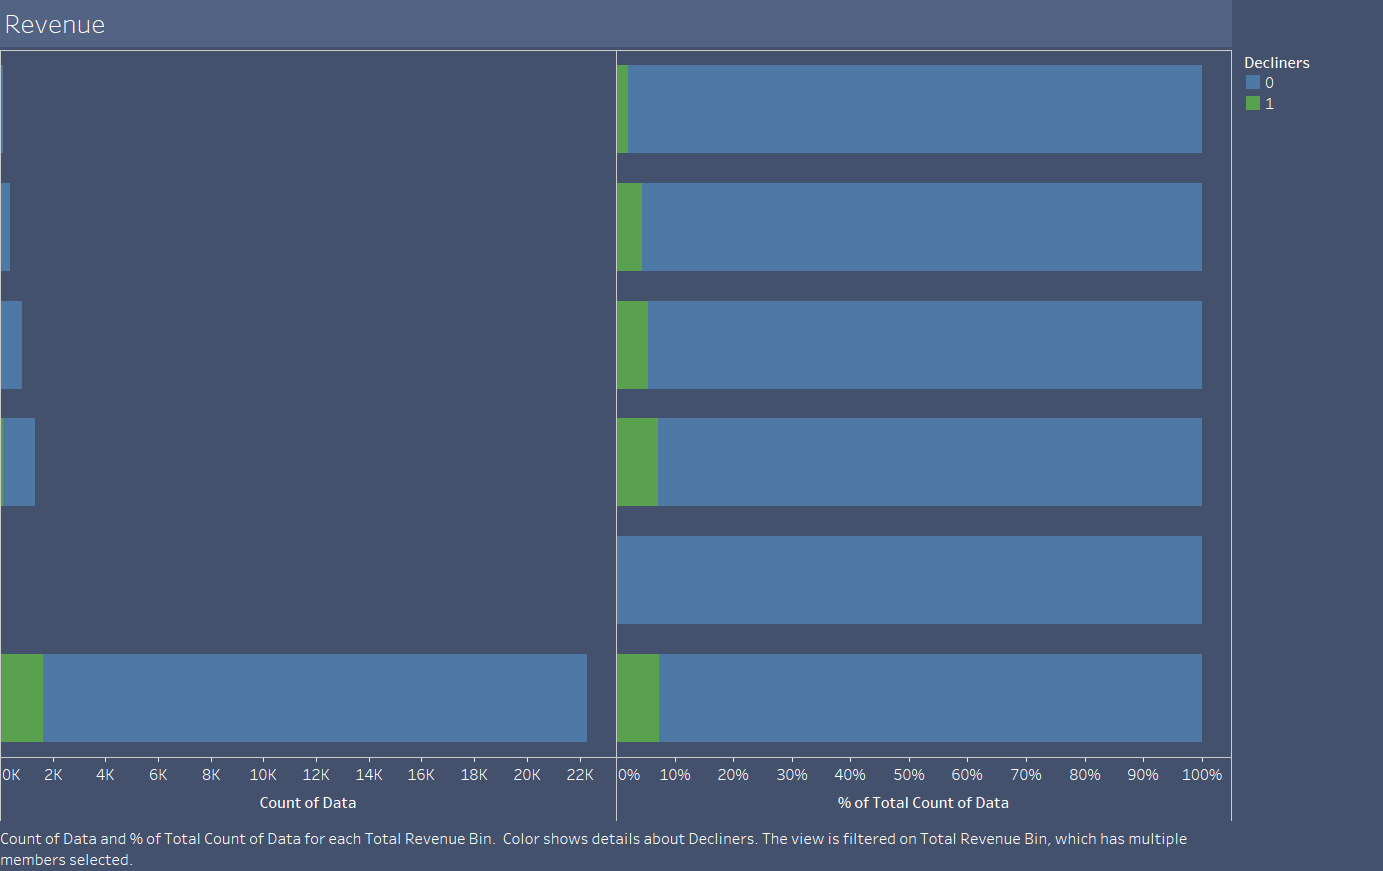 Revenue
Decliners
0
1
0K 2K 4K 6K 8K 10K 12K 14K 16K 18K 20K 22K
0% 10% 20% 30% 40% 50% 60% 70% 80% 90% 100%
Count of Data
% of Total Count of Data
Count of Data and % of Total Count of Data for each Total Revenue Bin.  Color shows details about Decliners. The view is filtered on Total Revenue Bin, which has multiple
members selected.